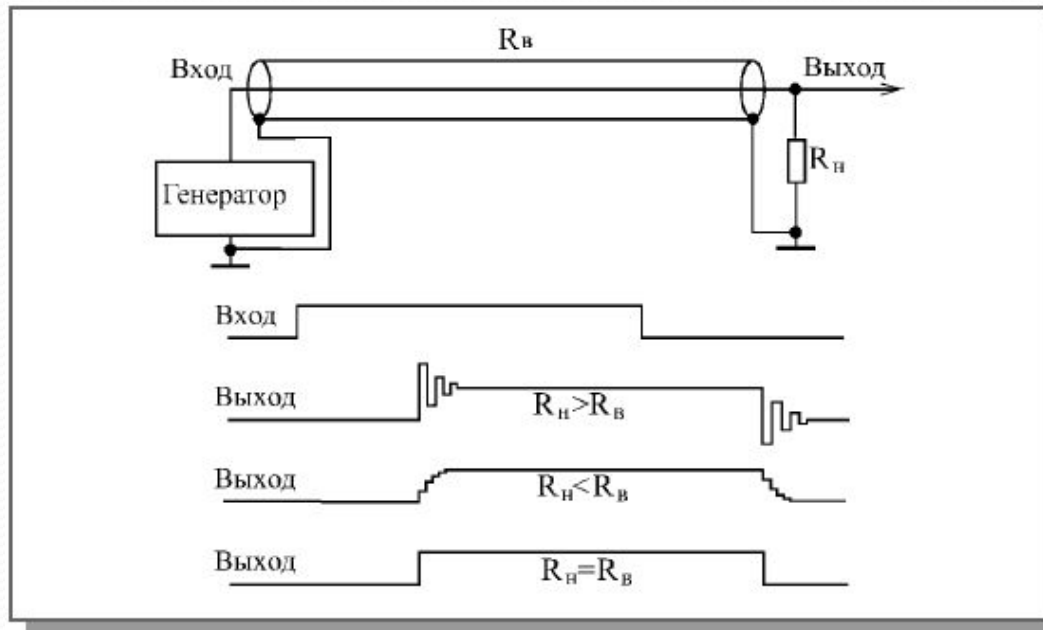 Rв
Вход
Выход
Rн
Генератор
Вход
Выход
Rн>RВ
Выход
Rн<RВ
Выход
Rн=RВ